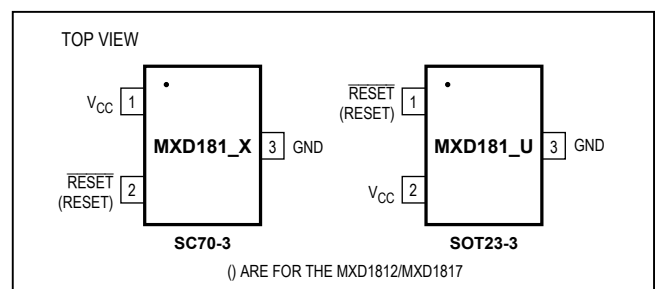 TOP VIEW
VCC 1
MXD181_X
3 GND
RESET
(RESET)
2
SC70-3
RESET
(RESET)
1
MXD181_U
3 GND
VCC 2
SOT23-3
() ARE FOR THE MXD1812/MXD1817